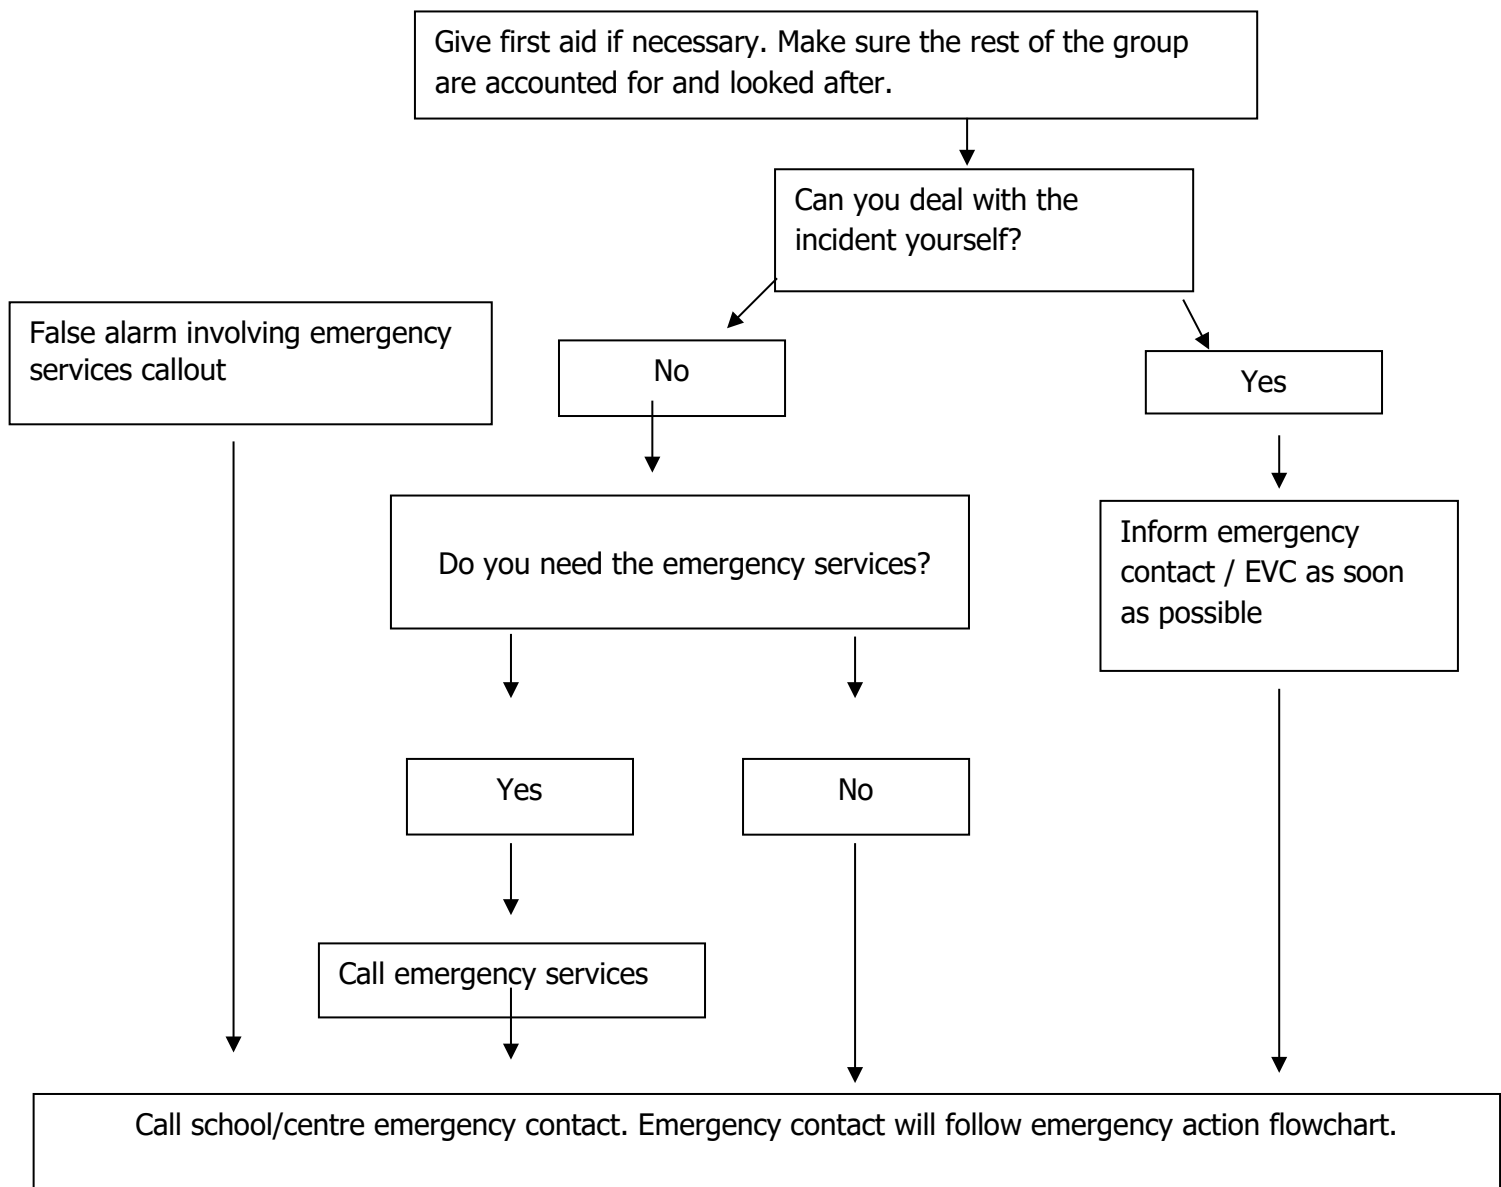 Give first aid if necessary. Make sure the rest of the group
are accounted for and looked after.
Can you deal with the
incident yourself?
False alarm involving emergency
services callout
No
Yes
Do you need the emergency services?
Inform emergency
contact / EVC as soon
as possible
Yes
No
Call emergency services
Call school/centre emergency contact. Emergency contact will follow emergency action flowchart.